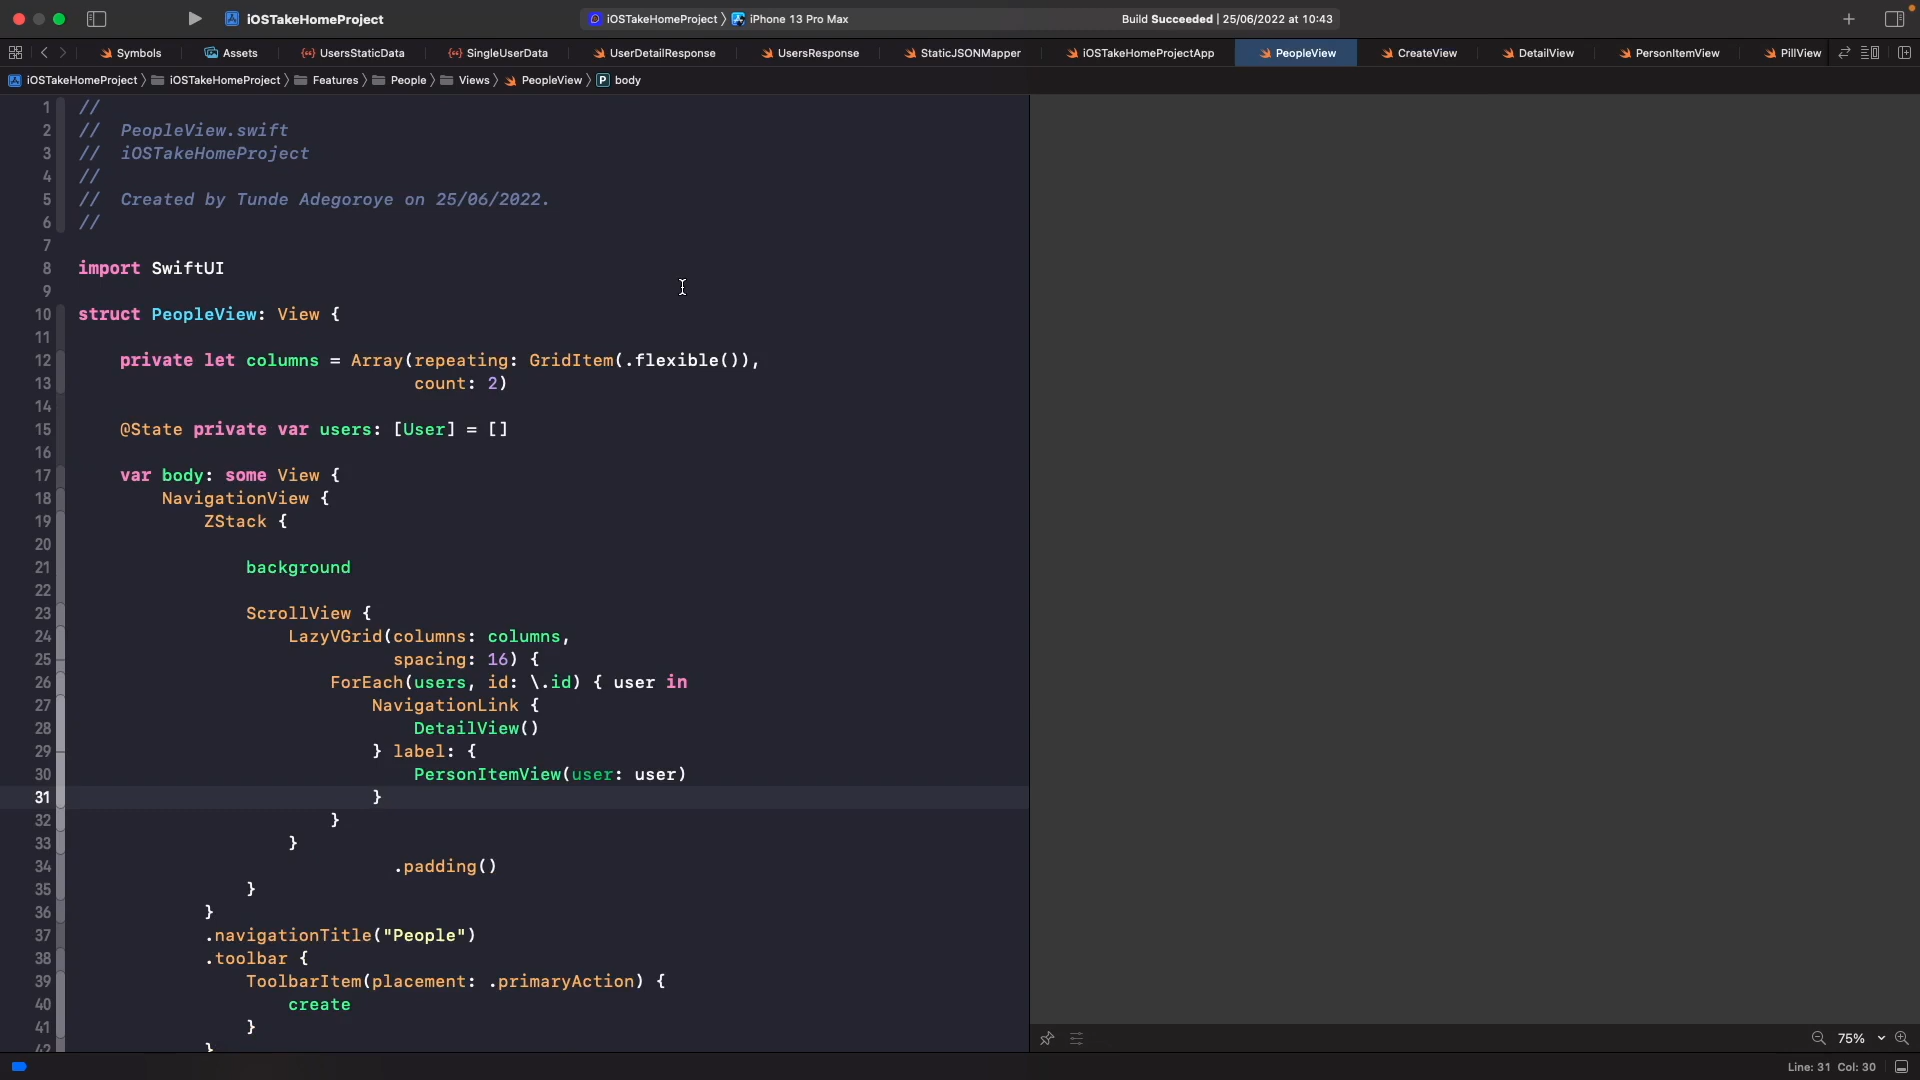 iOSTakeHomeProject
iOSTakeHomeProject 〉 iPhone 13 Pro Max
Build Succeeded | 25/06/2022 at 10:43
Symbols Assets UsersStaticData SingleUserData UserDetailResponse UsersResponse StaticJSONMapper iOSTakeHomeProjectApp PeopleView CreateView DetailView PersonItemView PillView
iOSTakeHomeProject 〉 iOSTakeHomeProject 〉 Features 〉 People 〉 Views 〉 PeopleView 〉 P body
1 //
2 //  PeopleView.swift
3 //  iOSTakeHomeProject
4 //
5 //  Created by Tunde Adegoroye on 25/06/2022.
6 //
7
8 import SwiftUI
9
10 struct PeopleView: View {
11
12     private let columns = Array(repeating: GridItem(.flexible()),
13                                 count: 2)
14
15     @State private var users: [User] = []
16
17     var body: some View {
18         NavigationView {
19             ZStack {
20
21                 background
22
23                 ScrollView {
24                     LazyVGrid(columns: columns,
25                               spacing: 16) {
26                         ForEach(users, id: \.id) { user in
27                             NavigationLink {
28                                 DetailView()
29                             } label: {
30                                 PersonItemView(user: user)
31                             }
32                         }
33                     }
34                               .padding()
35                 }
36             }
37             .navigationTitle("People")
38             .toolbar {
39                 ToolbarItem(placement: .primaryAction) {
40                     create
41                 }
42             }
75%
Line: 31 Col: 30